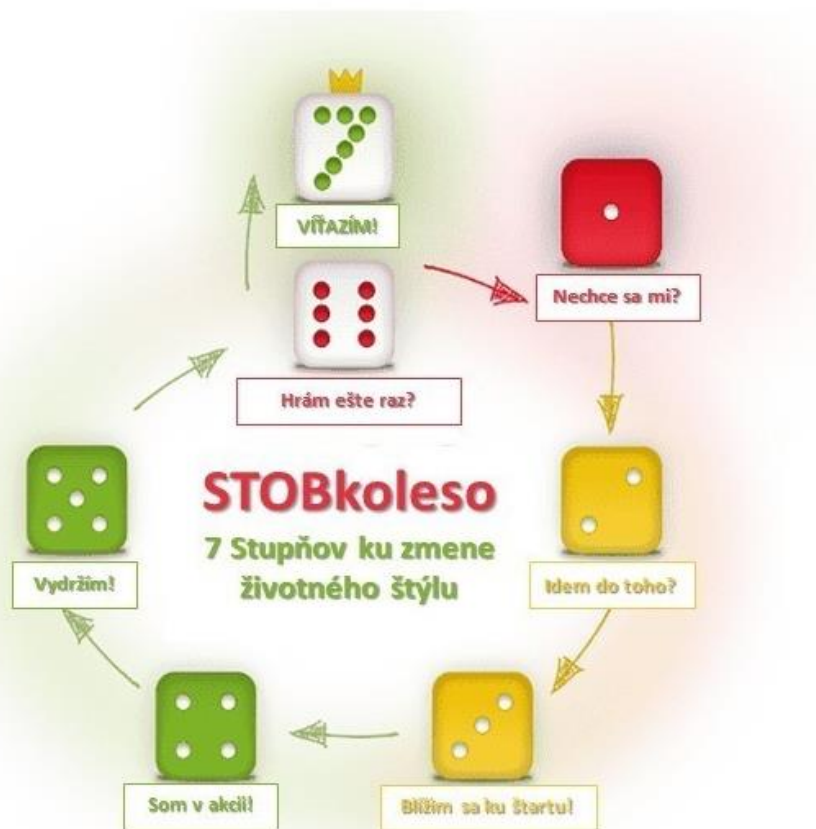 VÍŤAZÍM!
Nechce sa mi?
Hrám ešte raz?
STOBkoleso
7 Stupňov ku zmene
životného štýlu
Idem do toho?
Vydržím!
Blížim sa ku štartu!
Som v akcii!